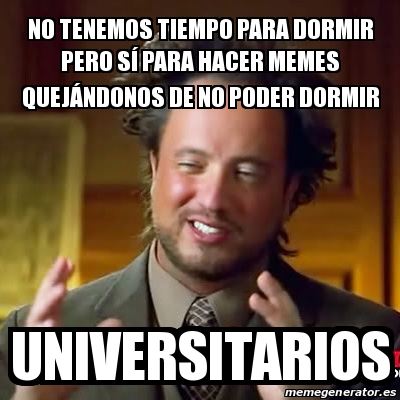 NO TENEMOS TIEMPO PARA DORMIR
PERO SÍ PARA HACER MEMES
QUEJÁNDONOS DE NO PODER DORMIR
UNIVERSITARIOS
memegenerator.es